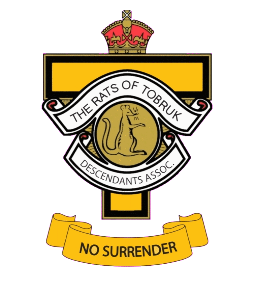 THE RATS OF TOBRUK
DESCENDANTS ASSOC.
NO SURRENDER